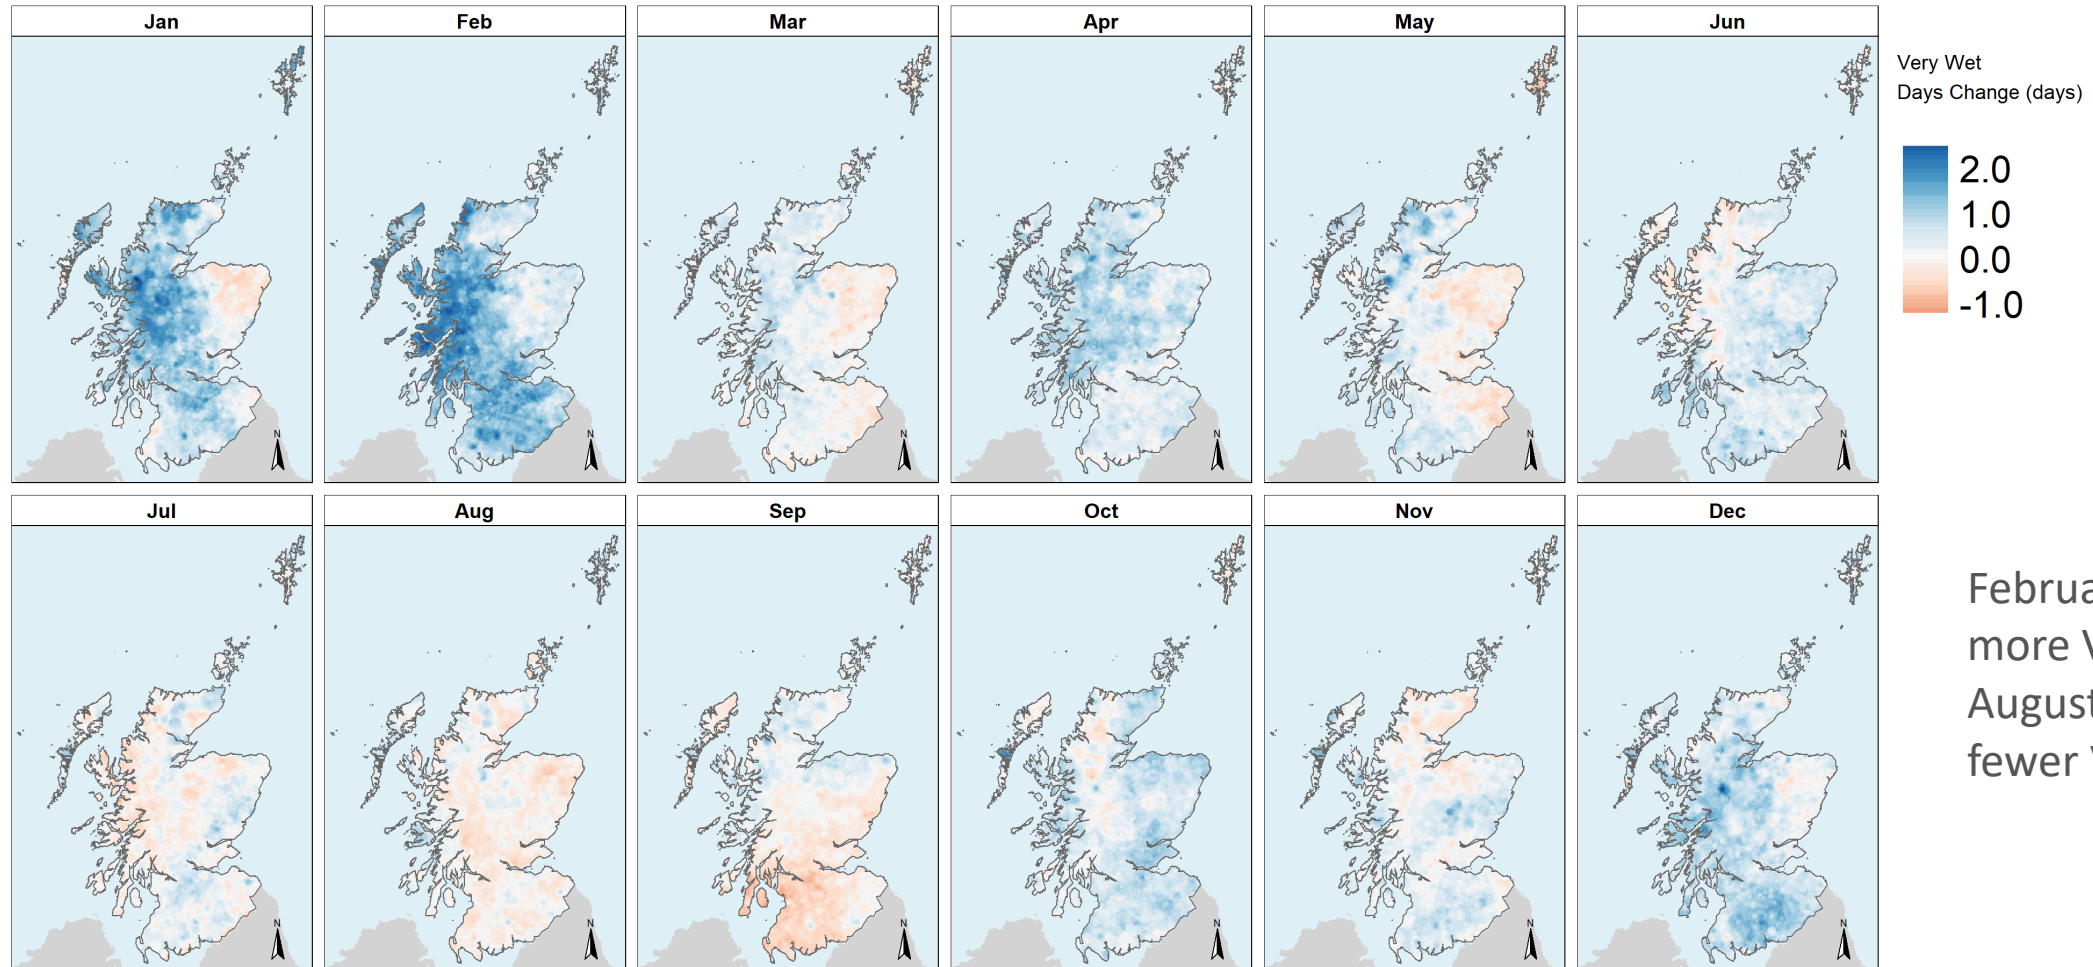 Jan
Feb
Mar
Apr
May
Jun
Very Wet
Days Change (days)
2.0
1.0
0.0
-1.0
N
N
N
N
N
N
Jul
Aug
Sep
Oct
Nov
Dec
more
August
fewer
N
N
N
N
N
N